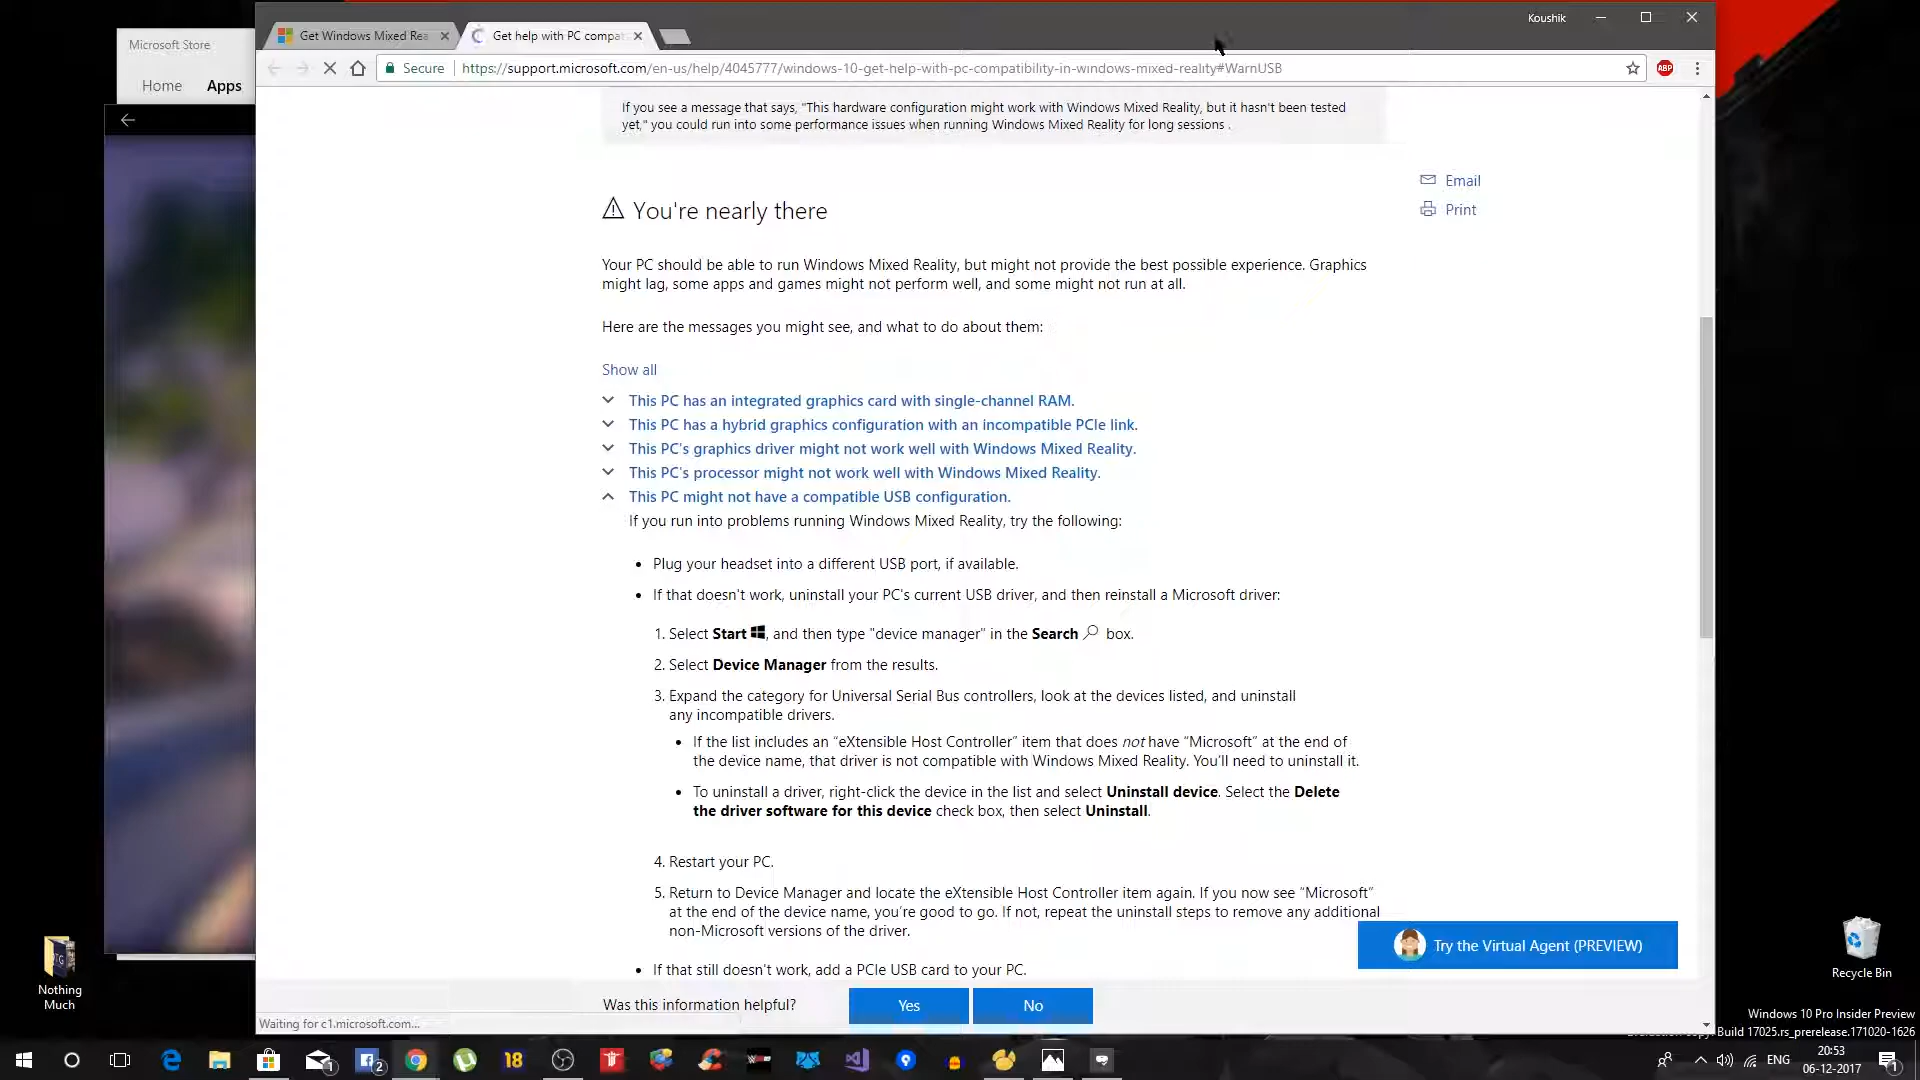 Microsoft Store
Home Apps
Get Windows Mixed Rea
Get help with PC compat
Koushik
Secure https://support.microsoft.com/en-us/help/4045777/windows-10-get-help-with-pc-compatibility-in-windows-mixed-reality#WarnUSB
ABP
If you see a message that says, "This hardware configuration might work with Windows Mixed Reality, but it hasn't been tested
yet," you could run into some performance issues when running Windows Mixed Reality for long sessions .
Email
Print
You're nearly there
Your PC should be able to run Windows Mixed Reality, but might not provide the best possible experience. Graphics
might lag, some apps and games might not perform well, and some might not run at all.
Here are the messages you might see, and what to do about them:
Show all
This PC has an integrated graphics card with single-channel RAM.
This PC has a hybrid graphics configuration with an incompatible PCIe link.
This PC's graphics driver might not work well with Windows Mixed Reality.
This PC's processor might not work well with Windows Mixed Reality.
This PC might not have a compatible USB configuration.
If you run into problems running Windows Mixed Reality, try the following:
• Plug your headset into a different USB port, if available.
• If that doesn't work, uninstall your PC's current USB driver, and then reinstall a Microsoft driver:
1. Select Start , and then type "device manager" in the Search box.
2. Select Device Manager from the results.
3. Expand the category for Universal Serial Bus controllers, look at the devices listed, and uninstall
any incompatible drivers.
• If the list includes an “eXtensible Host Controller” item that does not have “Microsoft” at the end of
the device name, that driver is not compatible with Windows Mixed Reality. You’ll need to uninstall it.
• To uninstall a driver, right-click the device in the list and select Uninstall device. Select the Delete
the driver software for this device check box, then select Uninstall.
4. Restart your PC.
5. Return to Device Manager and locate the eXtensible Host Controller item again. If you now see “Microsoft”
at the end of the device name, you’re good to go. If not, repeat the uninstall steps to remove any additional
non-Microsoft versions of the driver.
• If that still doesn't work, add a PCIe USB card to your PC.
Try the Virtual Agent (PREVIEW)
Was this information helpful? Yes No
Waiting for c1.microsoft.com...
Nothing
Much
Recycle Bin
Windows 10 Pro Insider Preview
Build 17025.rs_prerelease.171020-1626
1
2
18
ENG
20:53
06-12-2017
1